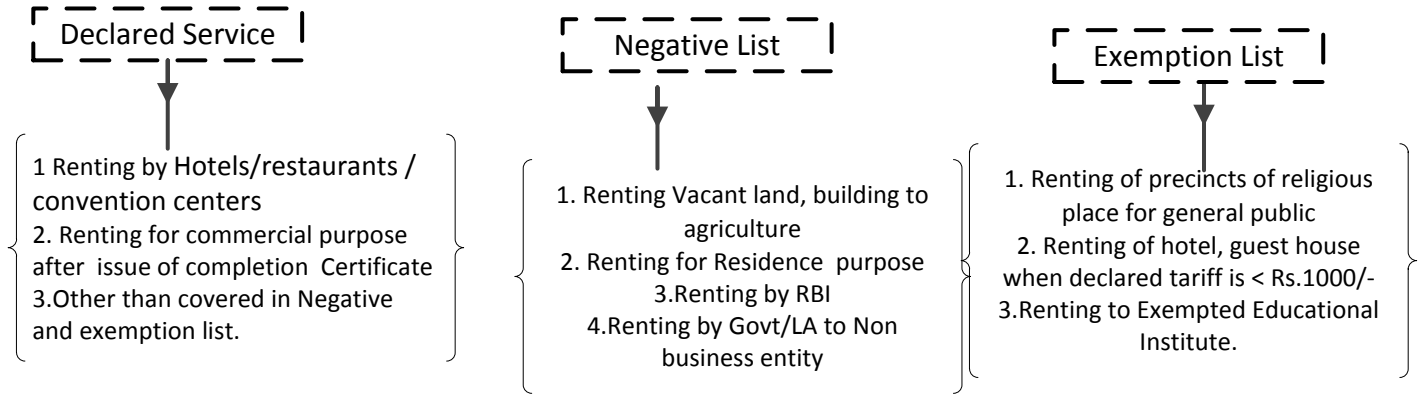 Declared Service
1 Renting by Hotels/restaurants /
convention centers
2. Renting for commercial purpose
after issue of completion Certificate
3.Other than covered in Negative
and exemption list.
Negative List
1. Renting Vacant land, building to
agriculture
2. Renting for Residence purpose
3.Renting by RBI
4.Renting by Govt/LA to Non
business entity
Exemption List
1. Renting of precincts of religious
place for general public
2. Renting of hotel, guest house
when declared tariff is < Rs.1000/-
3.Renting to Exempted Educational
Institute.